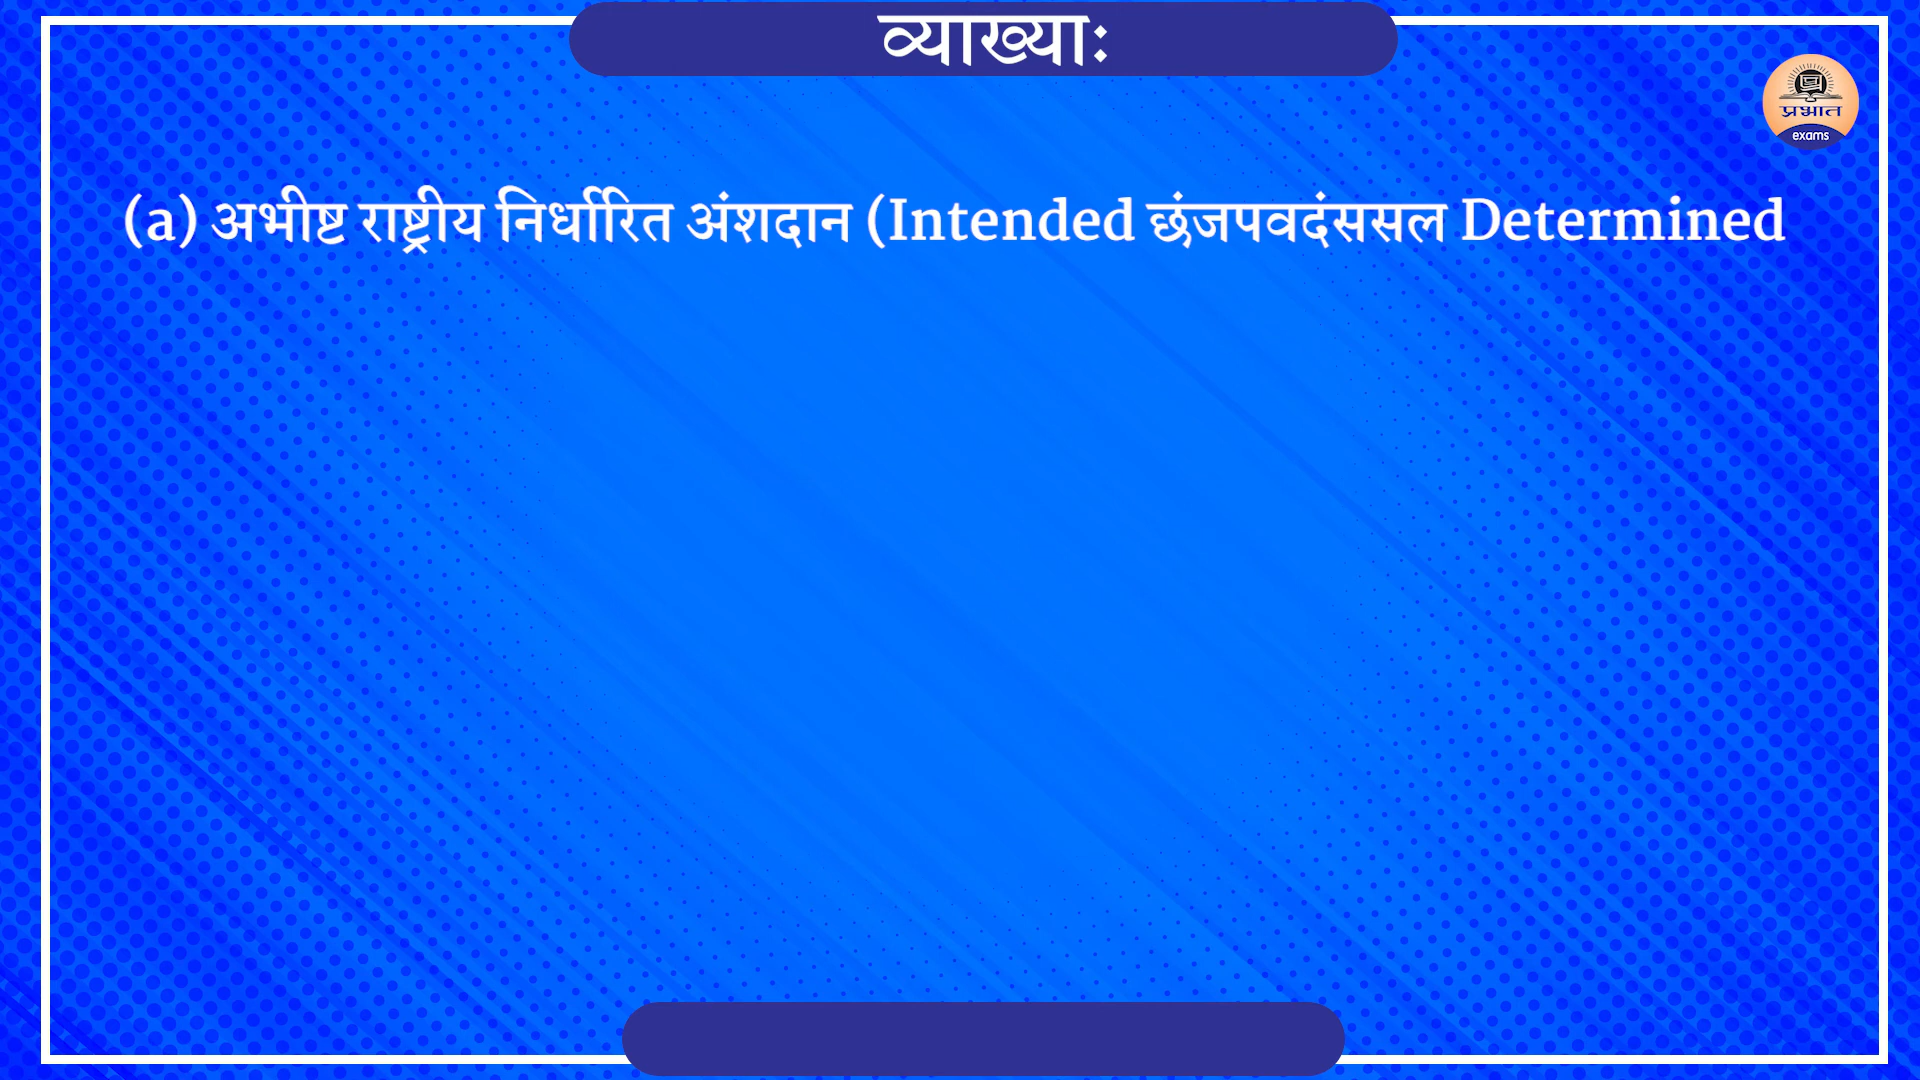 व्याख्याः
प्रभात
exams
(a) अभीष्ट राष्ट्रीय निर्धारित अंशदान (Intended छंजपवदंससल Determined